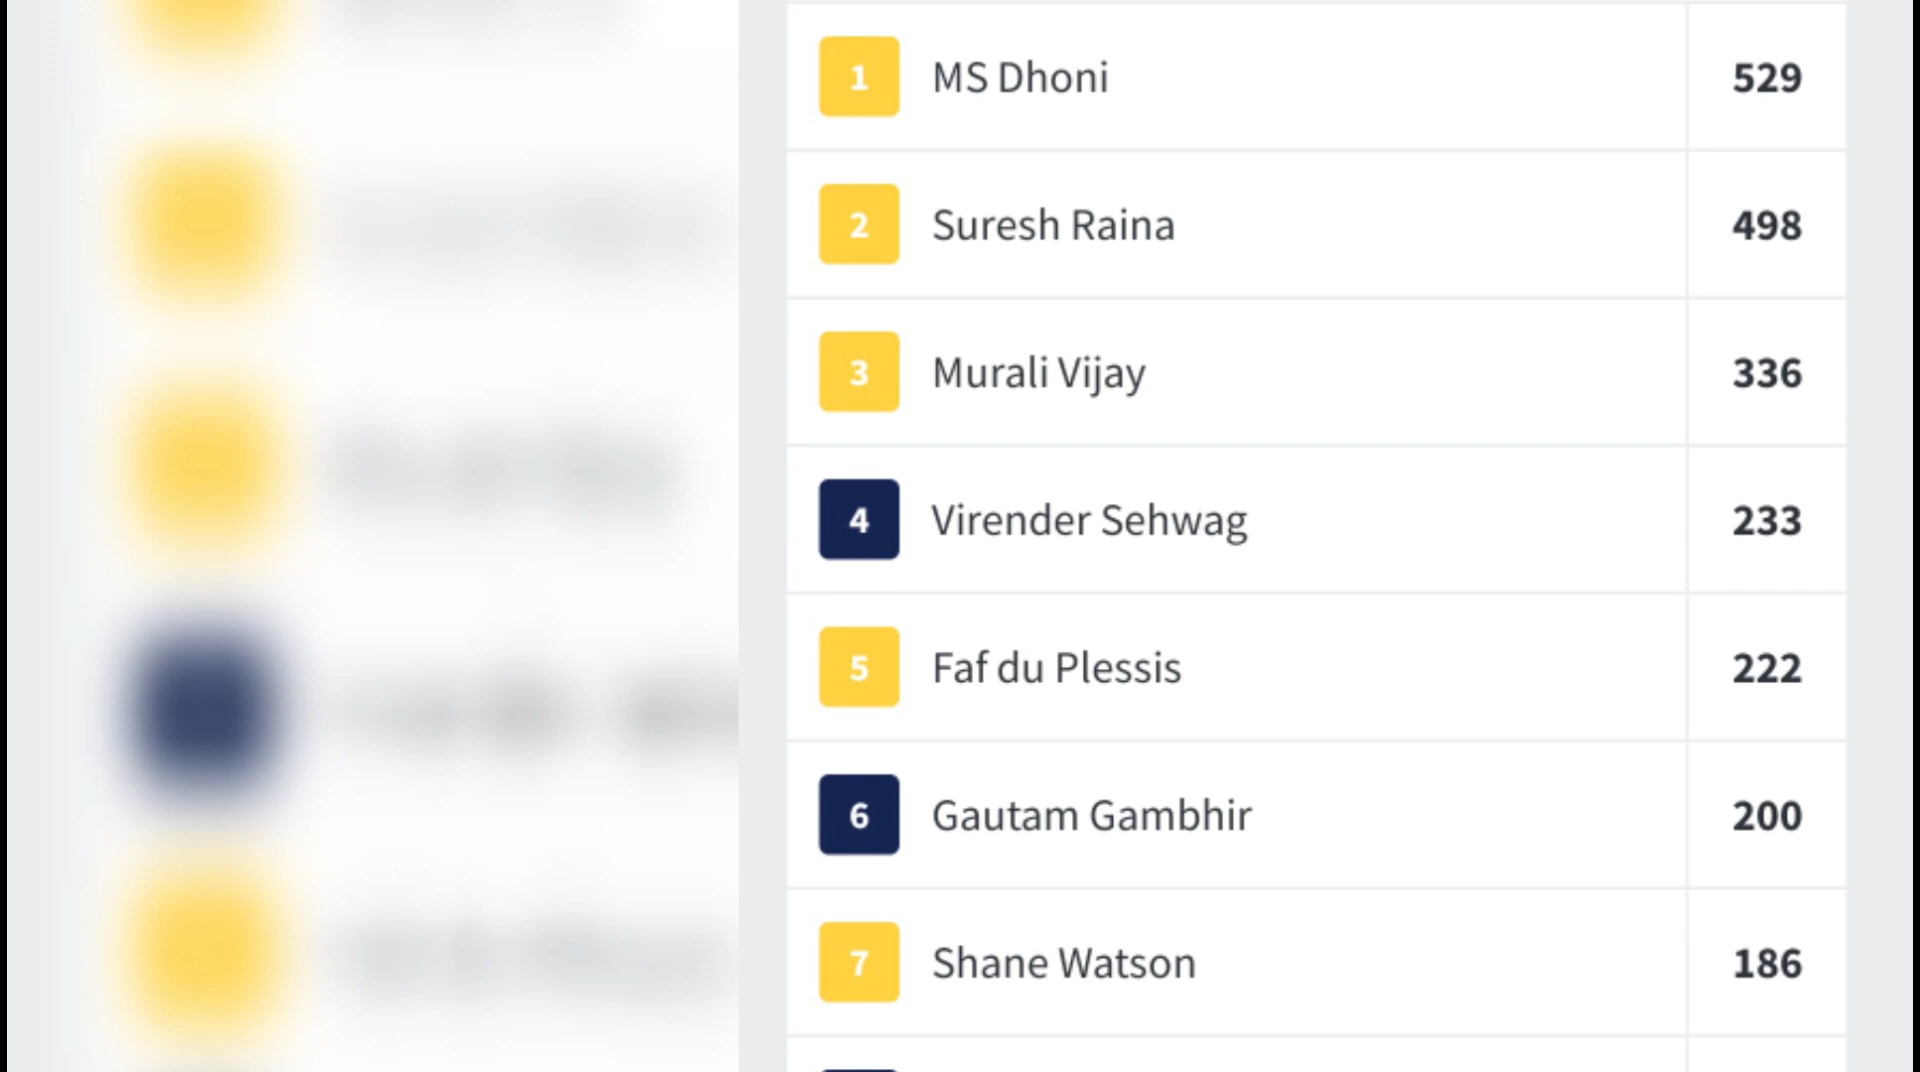 1 MS Dhoni 529
2 Suresh Raina 498
3 Murali Vijay 336
4 Virender Sehwag 233
5 Faf du Plessis 222
6 Gautam Gambhir 200
7 Shane Watson 186